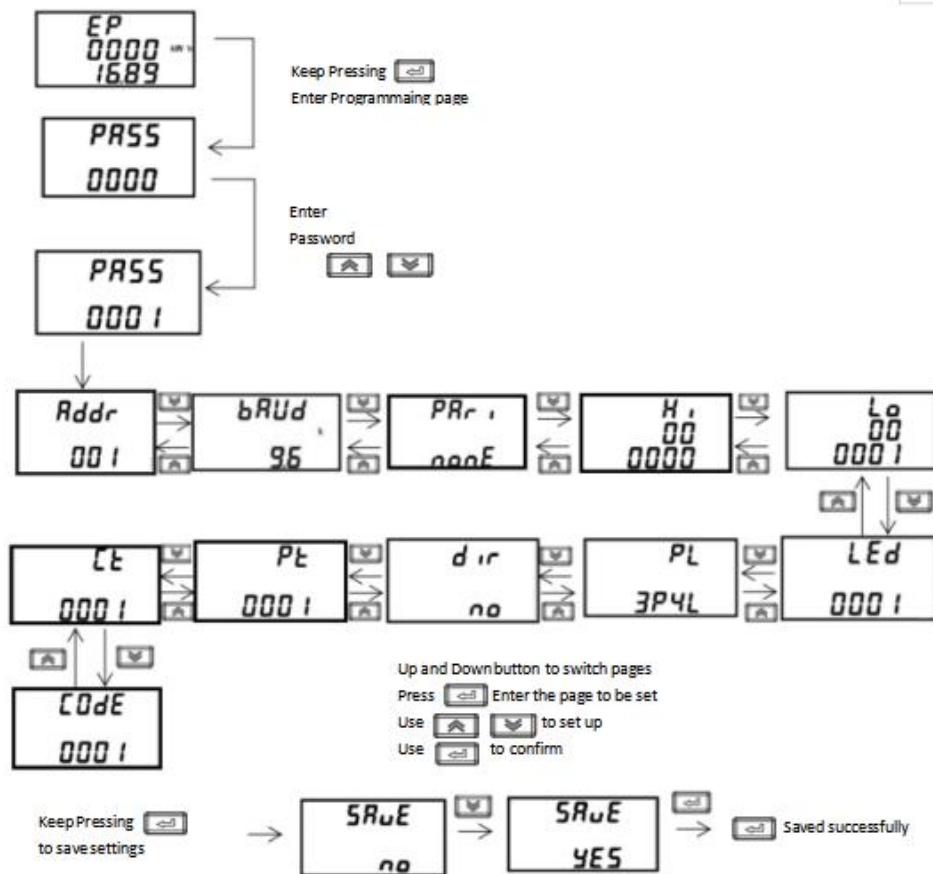 EP
0000
16.89
Keep Pressing
Enter Programmaing page
PASS
0000
Enter
Password
PASS
0001
Addr
001
bAUd
9.6
PAri
nonE
Hi
00
0000
Lo
00
0001
Ct
0001
Pt
0001
dir
no
PL
3P4L
LEd
0001
COdE
0001
Up and Down button to switch pages
Press Enter the page to be set
Use to set up
Use to confirm
Keep Pressing
to save settings
SAvE
no
SAvE
YES
Saved successfully